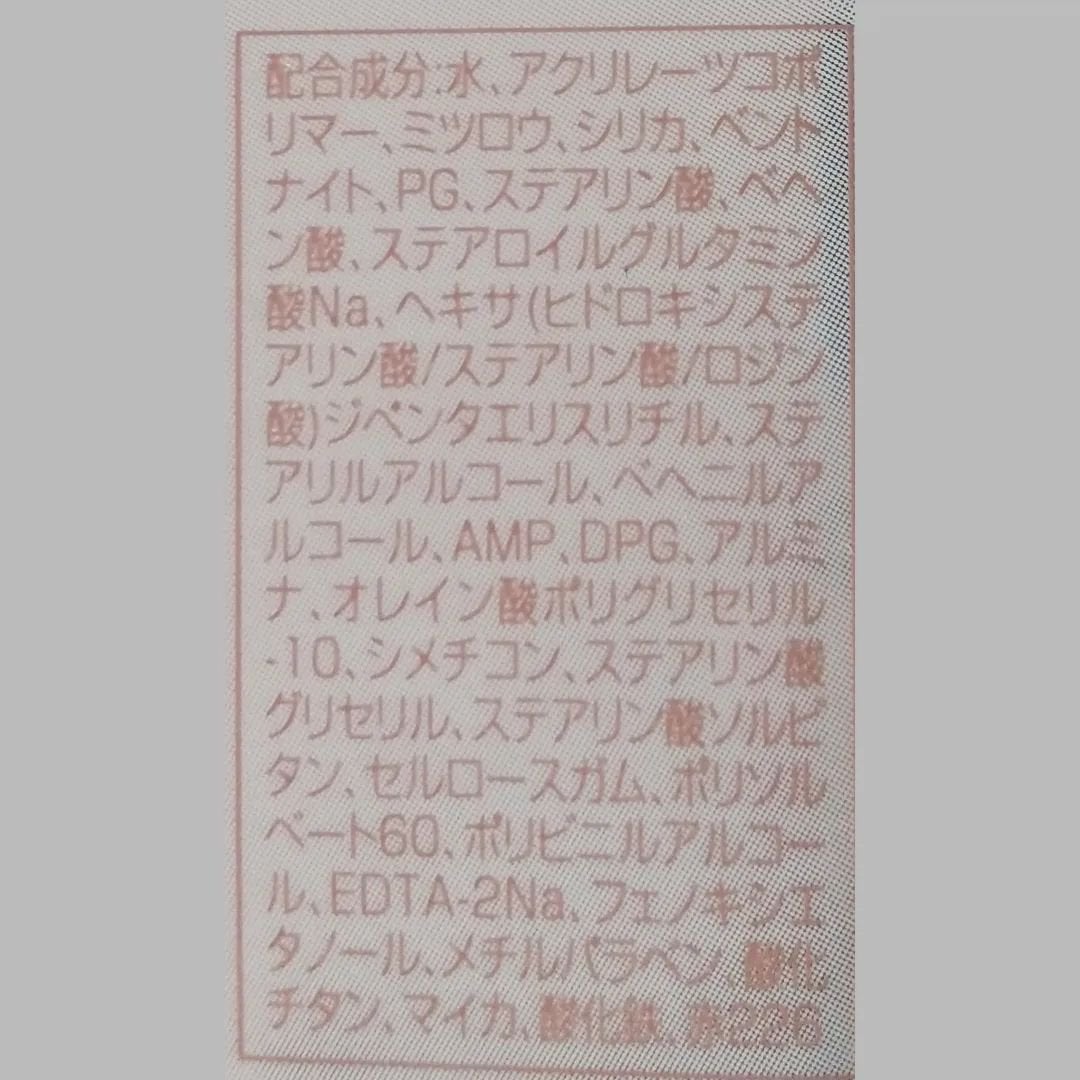 配合成分:水、アクリレーツコポ
リマー、ミツロウ、シリカ、ベント
ナイト、PG、ステアリン酸、ベヘ
ン酸、ステアロイルグルタミン
酸Na、ヘキサ(ヒドロキシステ
アリン酸/ステアリン酸/ロジン
酸)ジペンタエリスリチル、ステ
アリルアルコール、ベヘニルア
ルコール、AMP、DPG、アルミ
ナ、オレイン酸ポリグリセリル
-10、シメチコン、ステアリン酸
グリセリル、ステアリン酸ソルビ
タン、セルロースガム、ポリソル
ベート60、ポリビニルアルコー
ル、EDTA-2Na、フェノキシエ
タノール、メチルパラベン、酸化
チタン、マイカ、酸化鉄、赤226